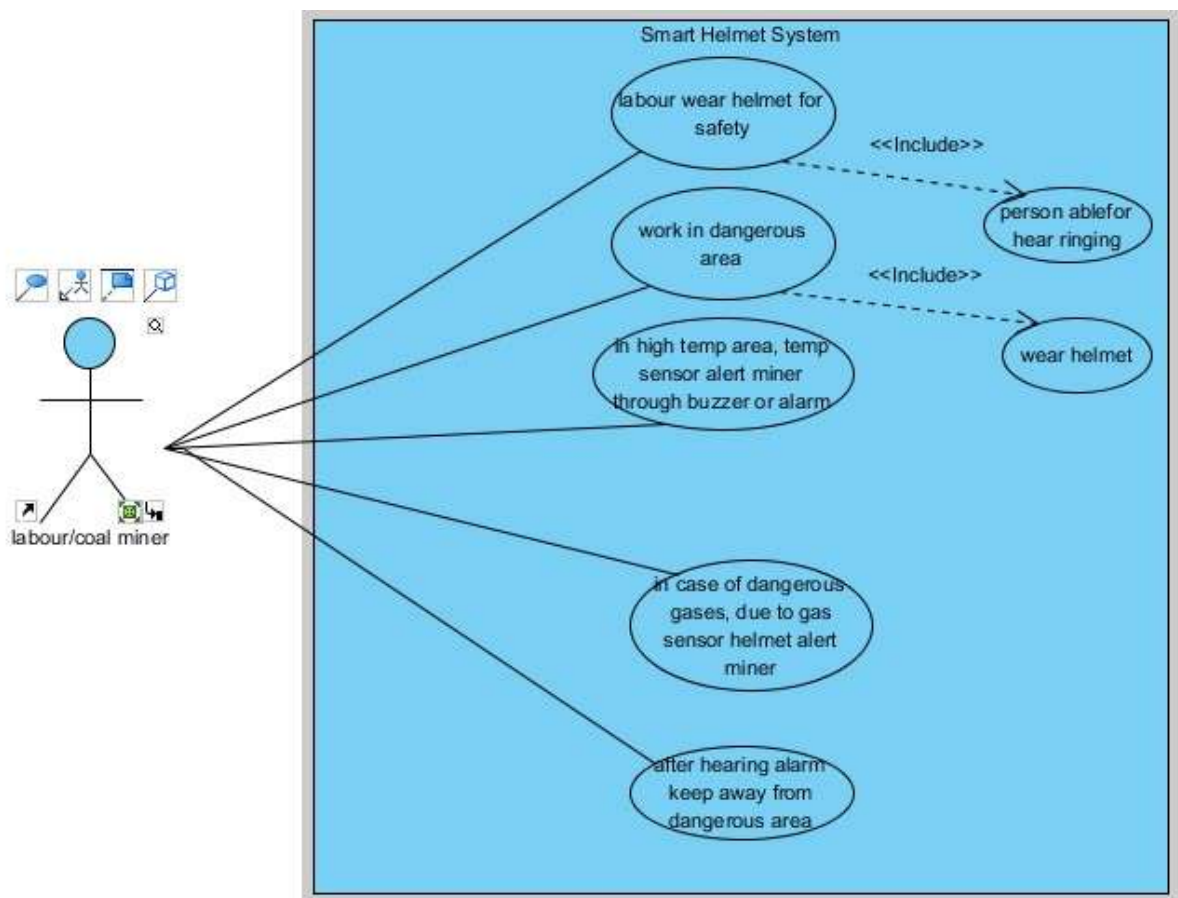 Smart Helmet System
labour wear helmet for
safety
<<Include>>
person ablefor
hear ringing
work in dangerous
area
<<Include>>
wear helmet
In high temp area, temp
sensor alert miner
through buzzer or alarm
labour/coal miner
in case of dangerous
gases, due to gas
sensor helmet alert
miner
after hearing alarm
keep away from
dangerous area